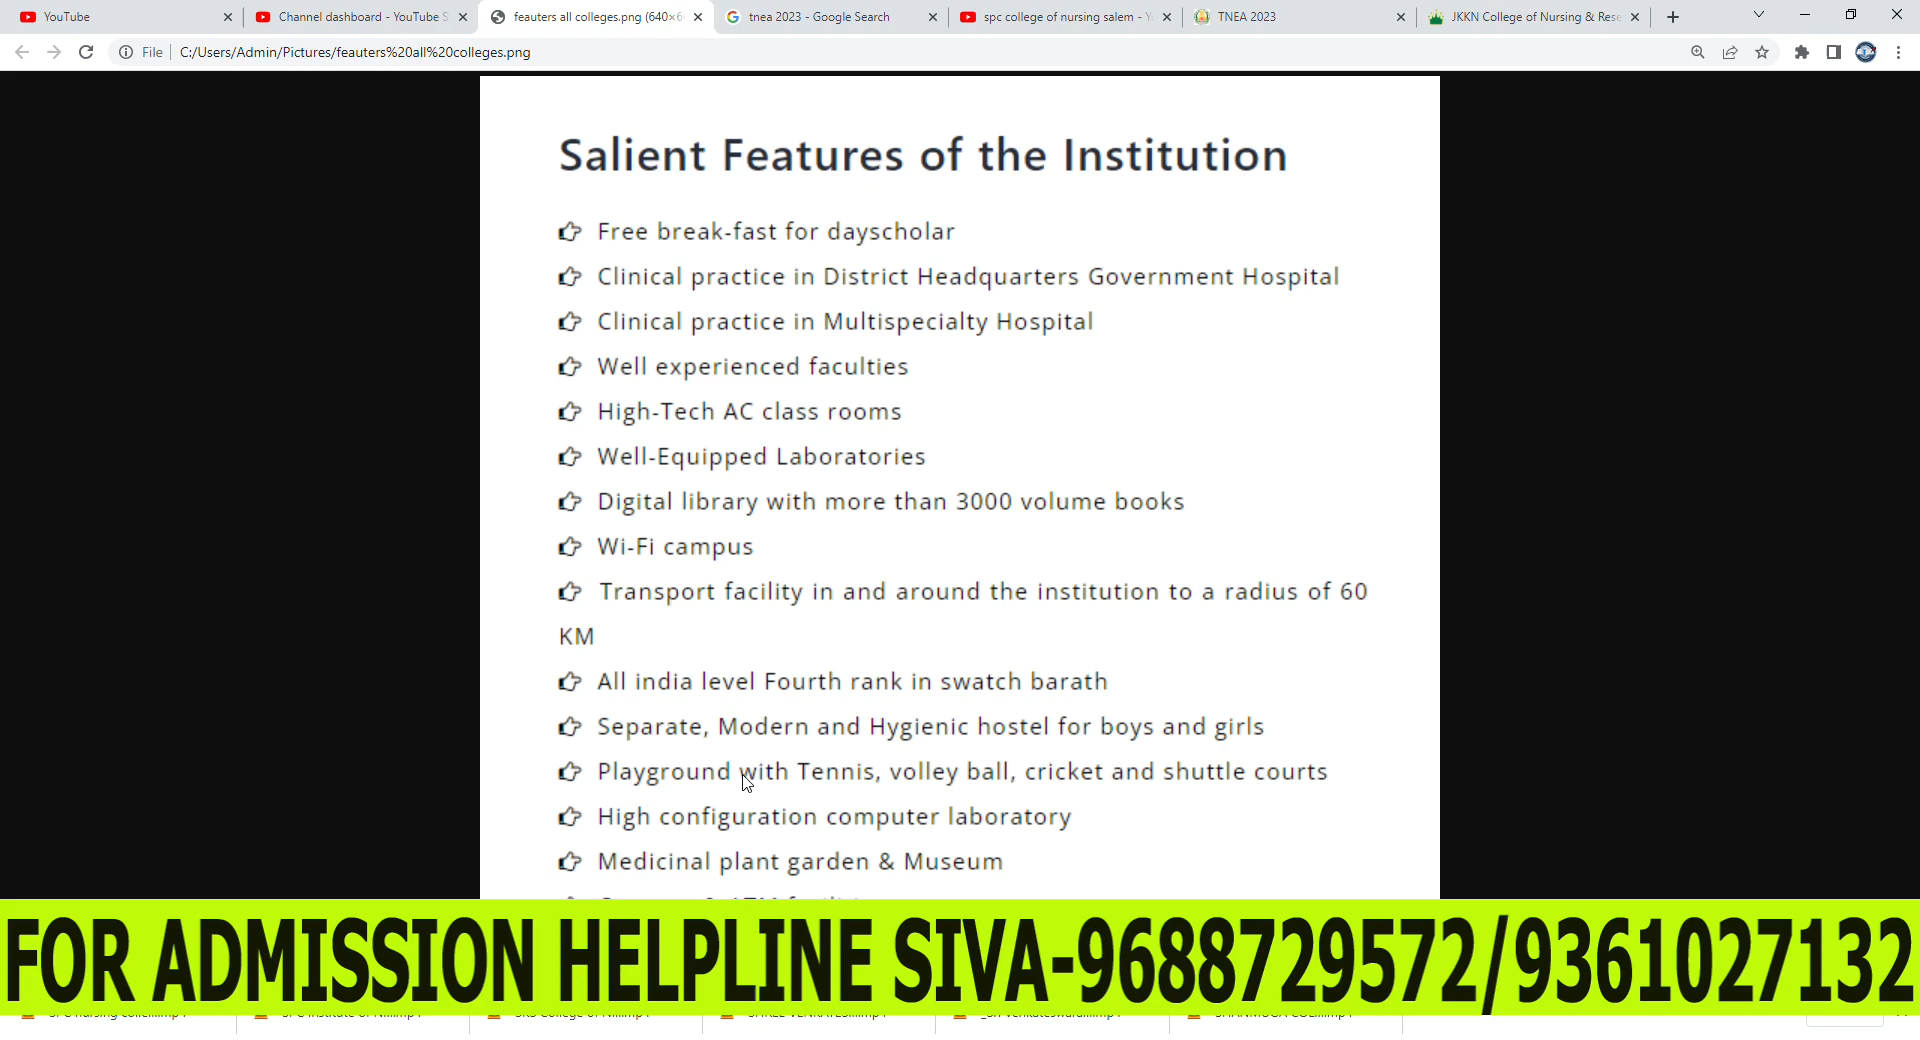 YouTube
Channel dashboard - YouTube S
feauters all colleges.png (640×6
tnea 2023 - Google Search
spc college of nursing salem - Y
TNEA 2023
JKKN College of Nursing & Rese
File
C:/Users/Admin/Pictures/feauters%20all%20colleges.png
Salient Features of the Institution
Free break-fast for dayscholar
Clinical practice in District Headquarters Government Hospital
Clinical practice in Multispecialty Hospital
Well experienced faculties
High-Tech AC class rooms
Well-Equipped Laboratories
Digital library with more than 3000 volume books
Wi-Fi campus
Transport facility in and around the institution to a radius of 60
KM
All india level Fourth rank in swatch barath
Separate, Modern and Hygienic hostel for boys and girls
Playground with Tennis, volley ball, cricket and shuttle courts
High configuration computer laboratory
Medicinal plant garden & Museum
FOR ADMISSION HELPLINE SIVA-9688729572/9361027132